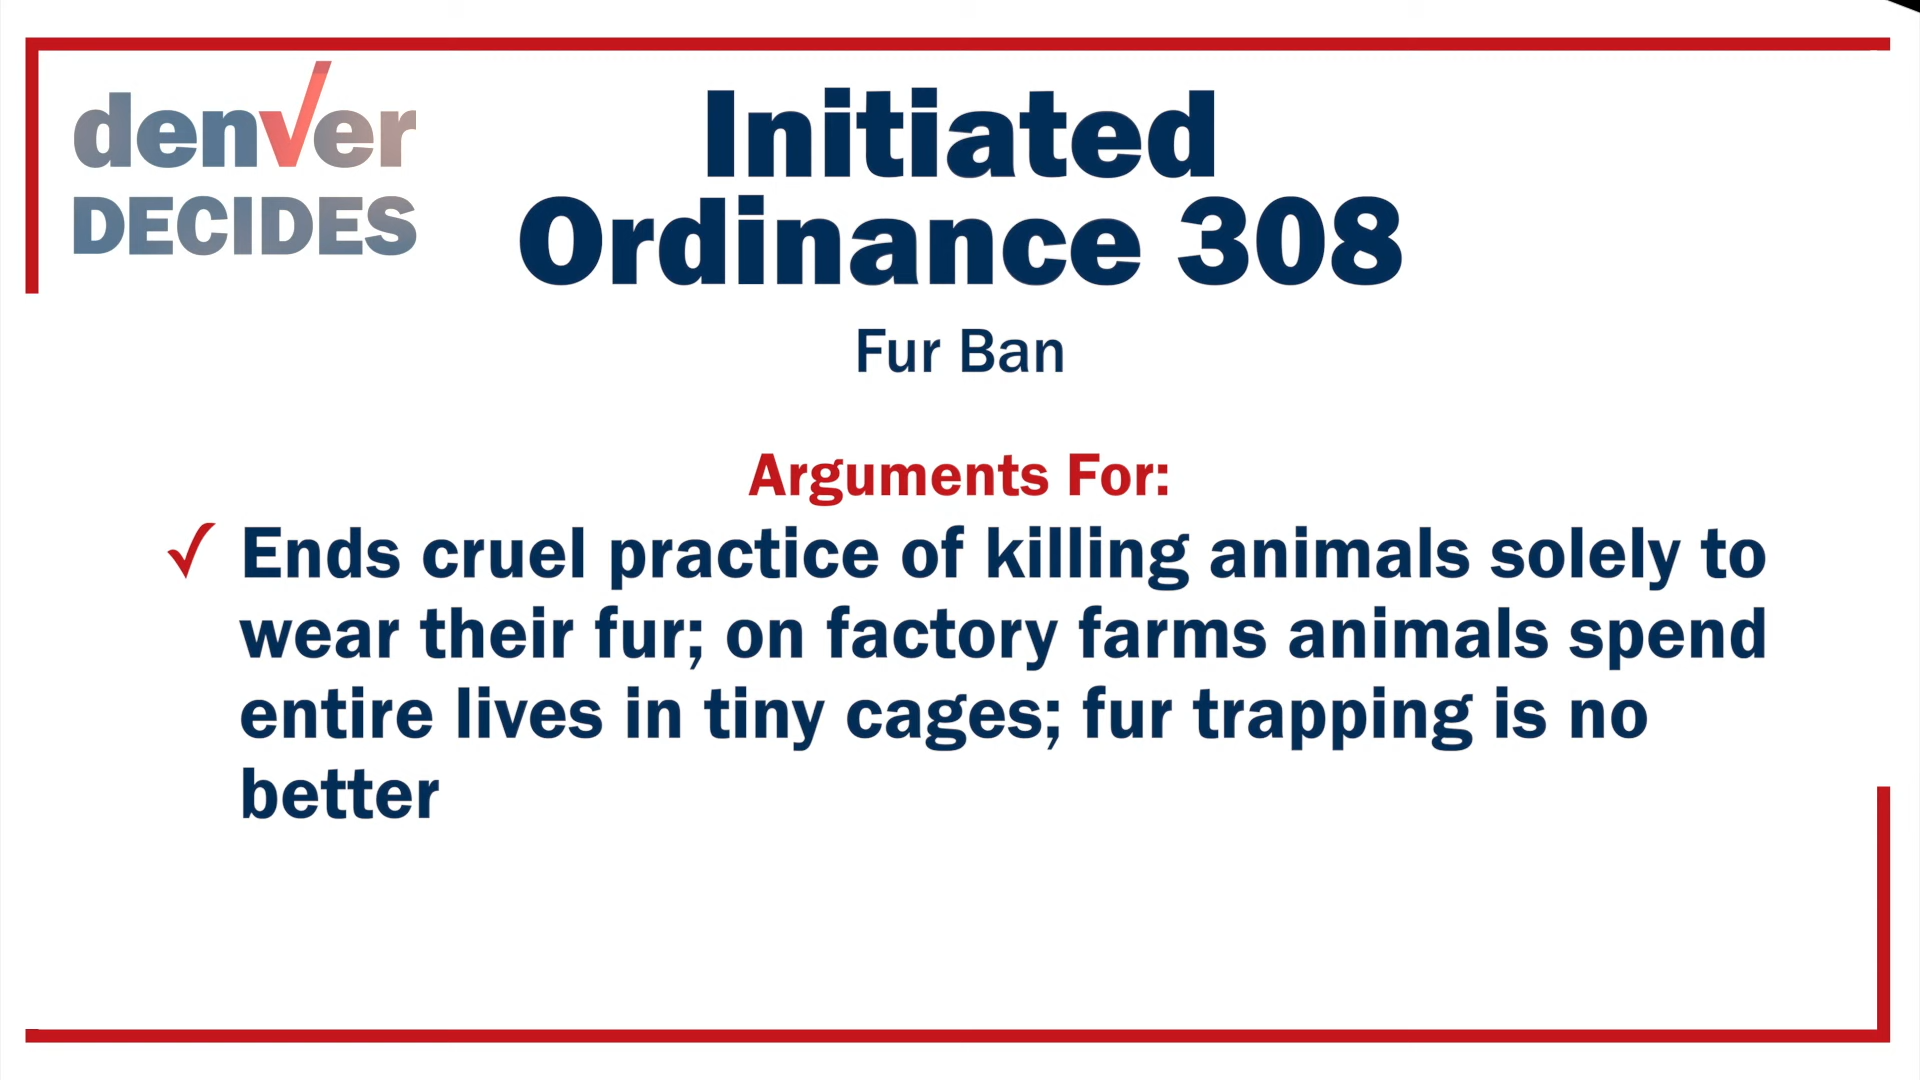 denver
DECIDES
Initiated
Ordinance 308
Fur Ban
Arguments For:
✓ Ends cruel practice of killing animals solely to
wear their fur; on factory farms animals spend
entire lives in tiny cages; fur trapping is no
better